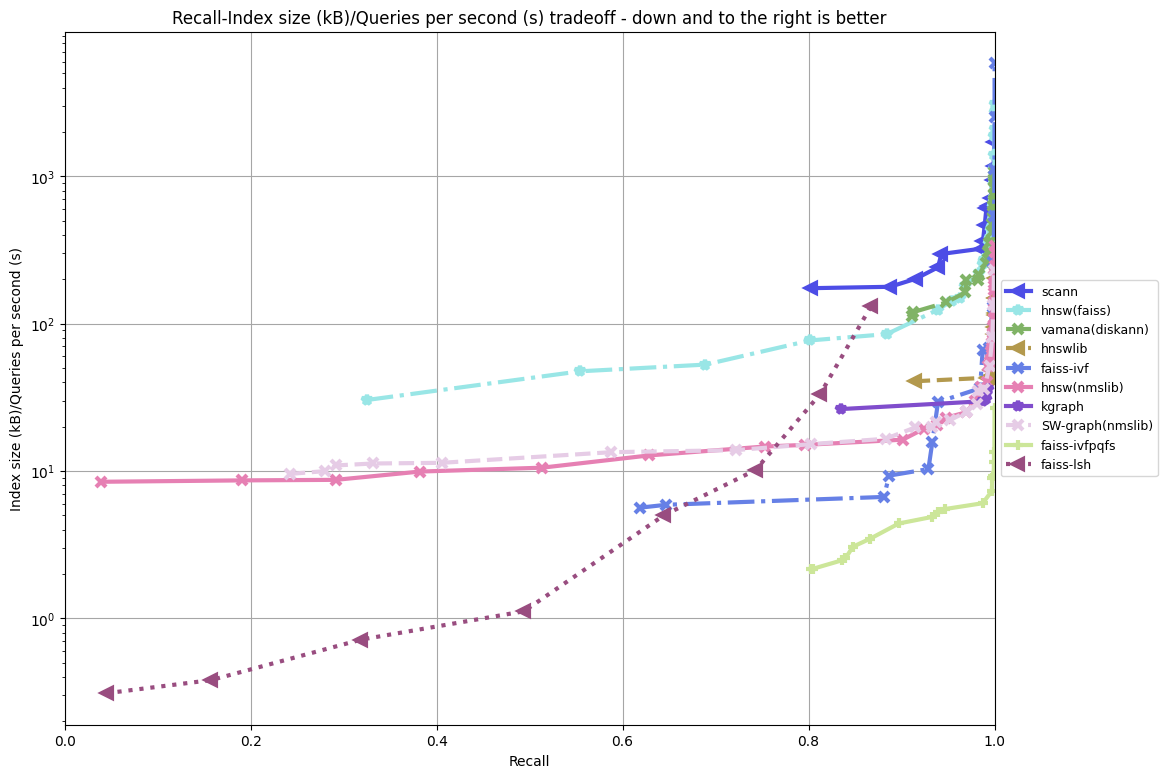 Recall-Index size (kB)/Queries per second (s) tradeoff - down and to the right is better
Index size (kB)/Queries per second (s)
10^3
10^2
10^1
10^0
0.0 0.2 0.4 0.6 0.8 1.0
Recall
scann
hnsw(faiss)
vamana(diskann)
hnswlib
faiss-ivf
hnsw(nmslib)
kgraph
SW-graph(nmslib)
faiss-ivfpqfs
faiss-lsh